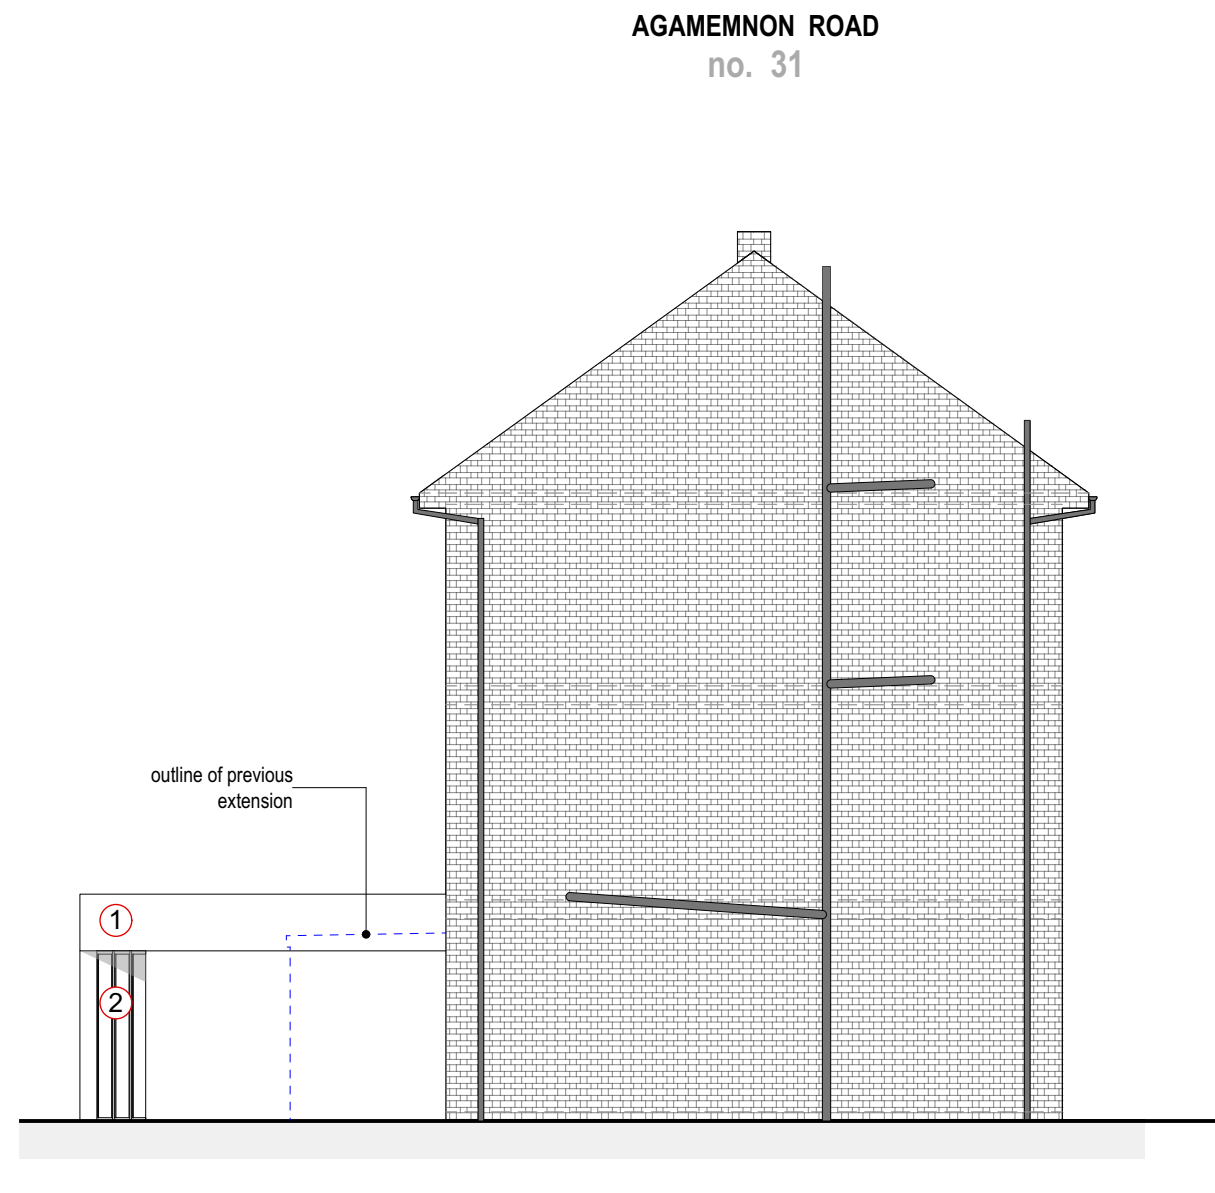 AGAMEMNON ROAD
no. 31
outline of previous
extension
1
2